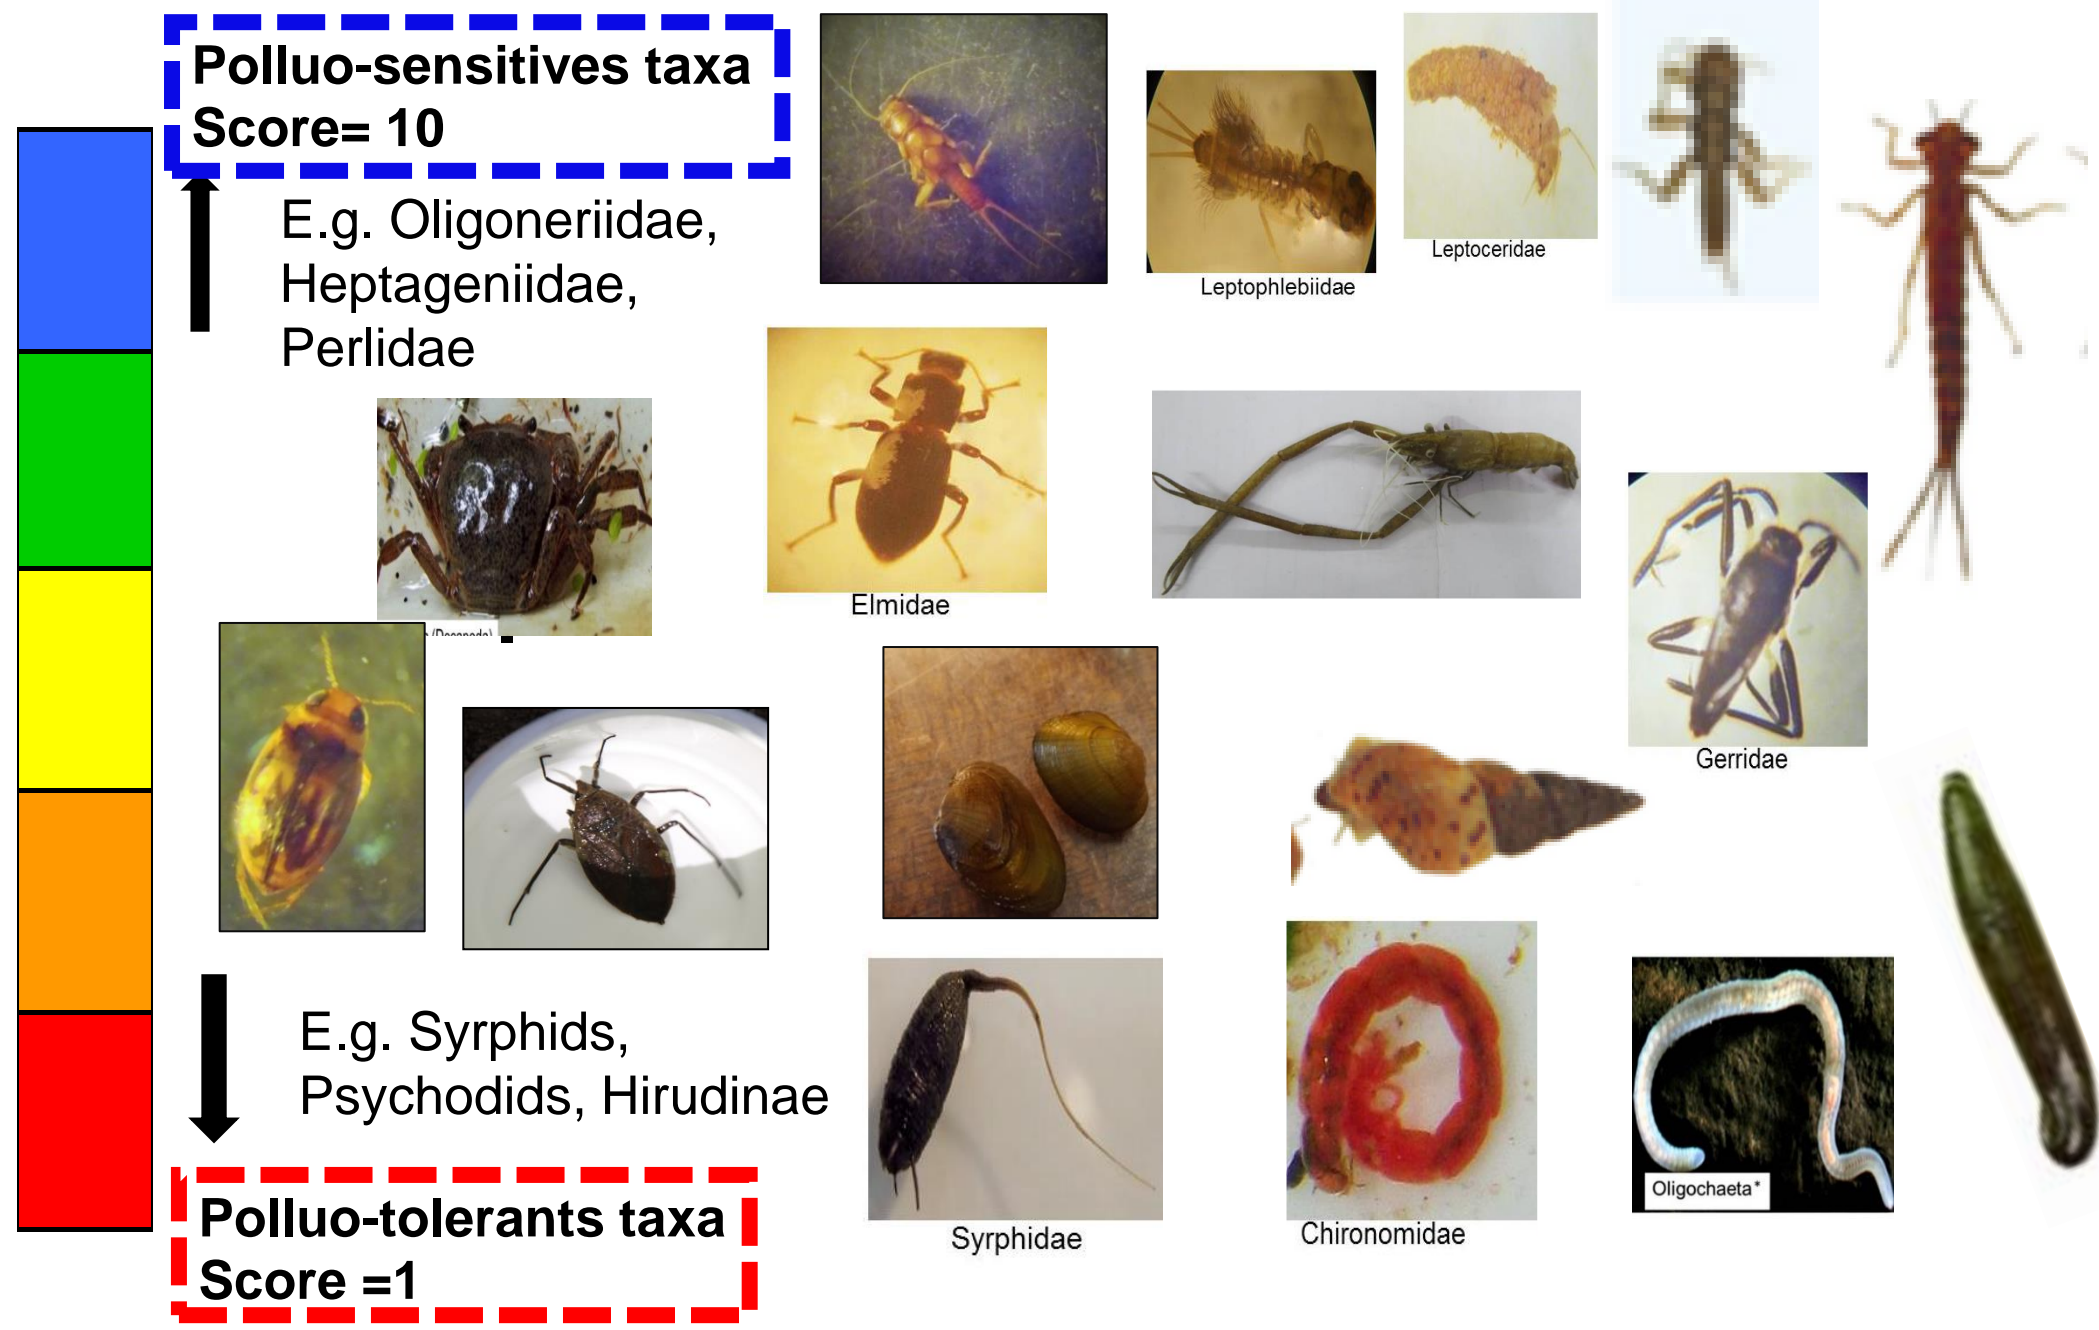 Polluo-sensitives taxa
Score= 10
E.g. Oligoneriidae,
Heptageniidae,
Perlidae
Leptophlebiidae
Leptoceridae
Elmidae
Gerridae
E.g. Syrphids,
Psychodids, Hirudinae
Polluo-tolerants taxa
Score =1
Syrphidae
Chironomidae
Oligochaeta*